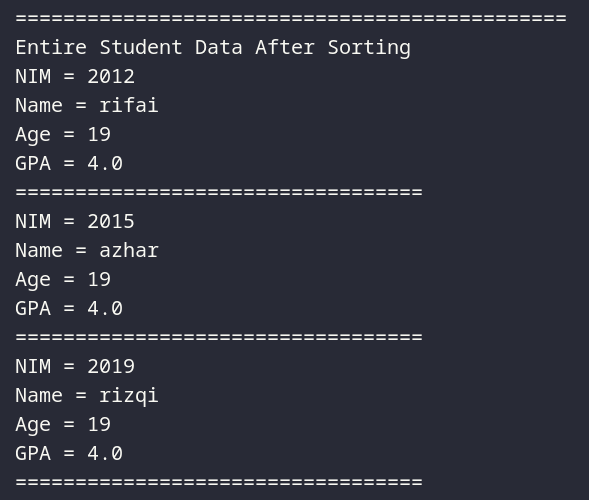 ==============================================
Entire Student Data After Sorting
NIM = 2012
Name = rifai
Age = 19
GPA = 4.0
==================================
NIM = 2015
Name = azhar
Age = 19
GPA = 4.0
==================================
NIM = 2019
Name = rizqi
Age = 19
GPA = 4.0
==================================